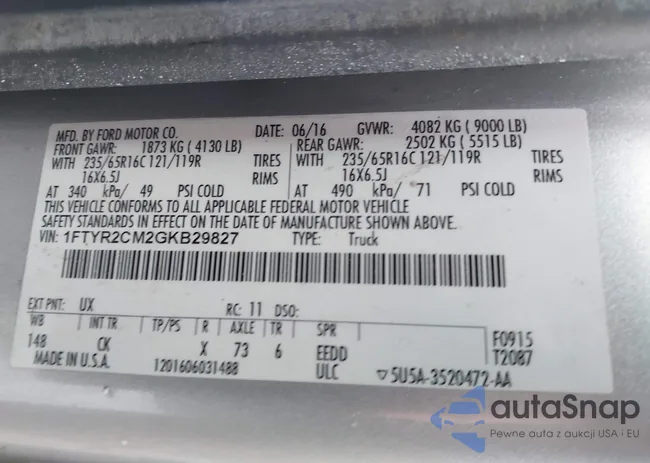 MFD. BY FORD MOTOR CO. DATE: 06/16 GVWR: 4082 KG ( 9000 LB)
FRONT GAWR: 1873 KG ( 4130 LB) REAR GAWR: 2502 KG ( 5515 LB)
WITH 235/65R16C 121/119R TIRES WITH 235/65R16C 121/119R TIRES
16X6.5J RIMS 16X6.5J RIMS
AT 340 kPa/ 49 PSI COLD AT 490 kPa/ 71 PSI COLD
THIS VEHICLE CONFORMS TO ALL APPLICABLE FEDERAL MOTOR VEHICLE
SAFETY STANDARDS IN EFFECT ON THE DATE OF MANUFACTURE SHOWN ABOVE.
VIN: 1FTYR2CM2GKB29827 TYPE: Truck
EXT PNT: UX RC: 11 DSO:
WB INT TR TP/PS R AXLE TR SPR F0915
148 CK X 73 6 EEDD T2087
MADE IN U.S.A. 1201606031488 ULC 5U5A-3520472-AA
autaSnap
Pewne auta z aukcji USA i EU